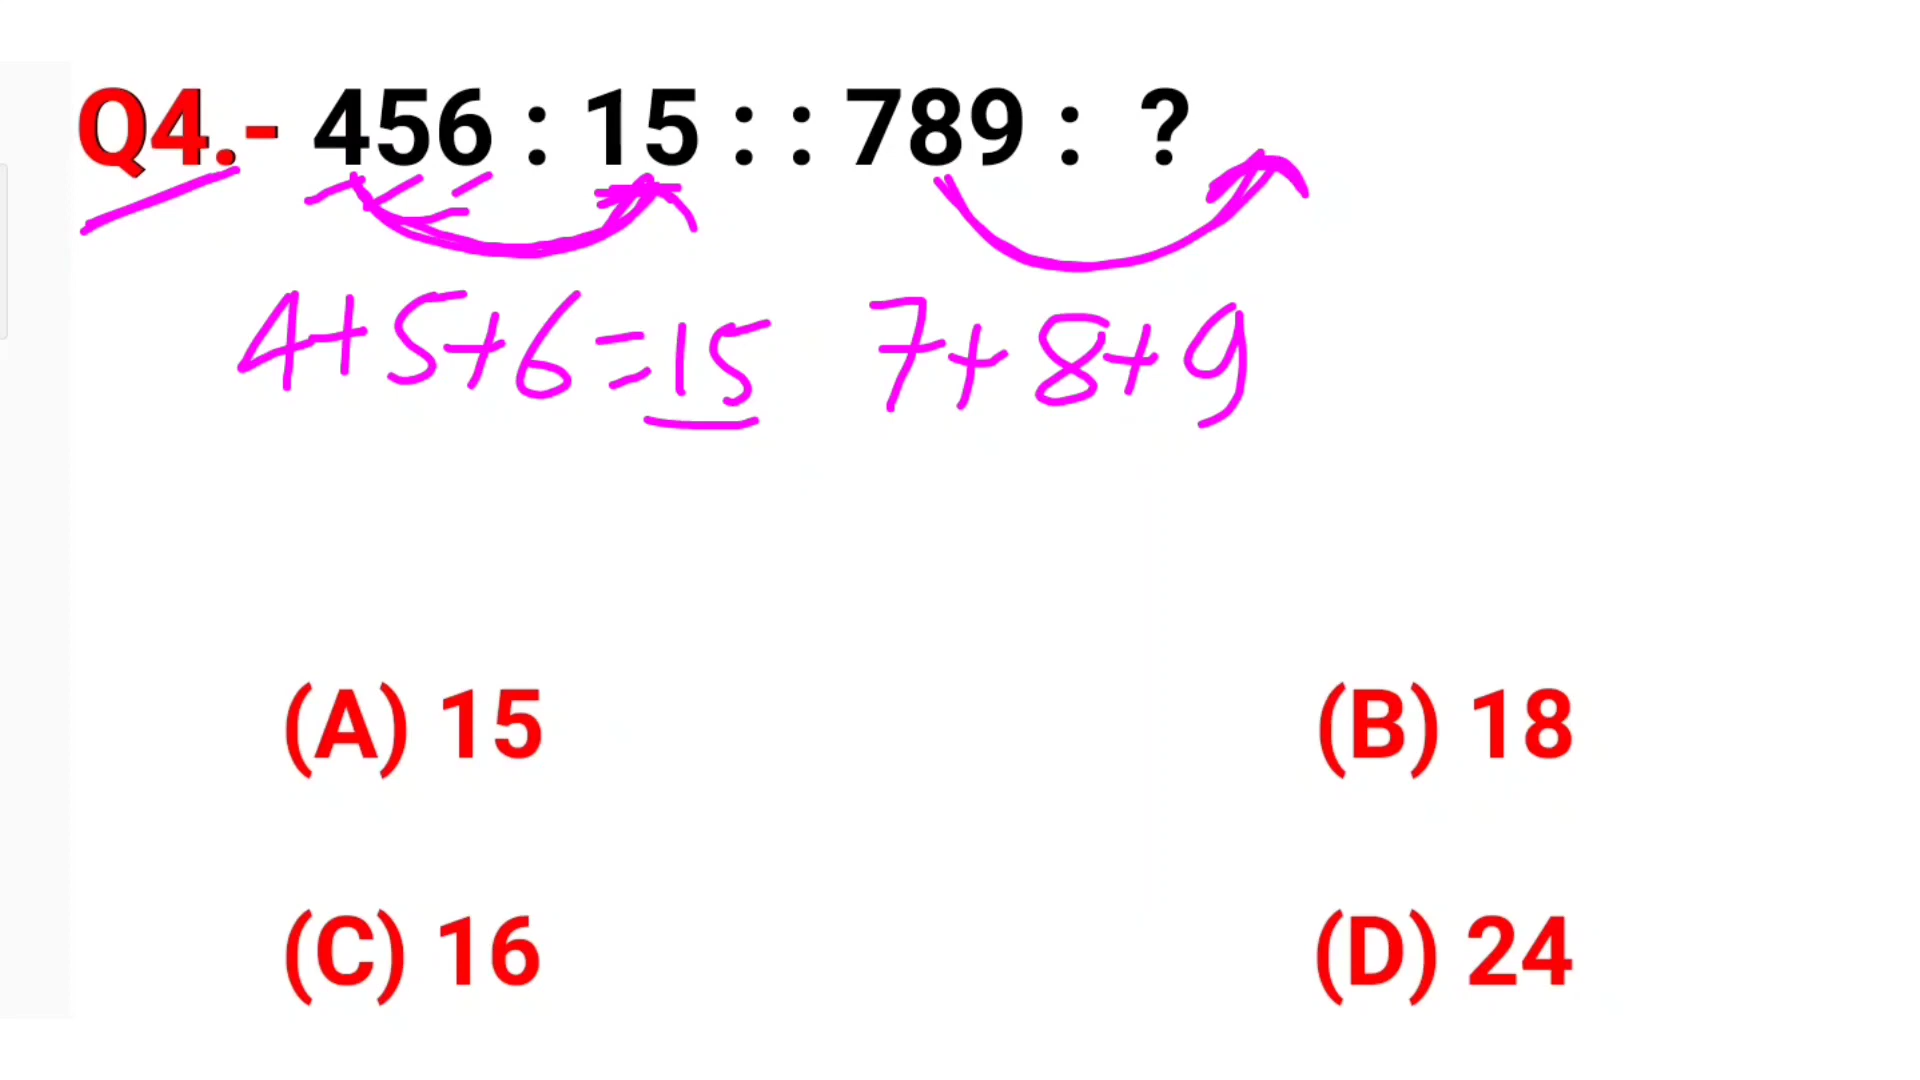 Q4.- 456 : 15 : : 789 : ?
4+5+6=15 7+8+9
(A) 15 (B) 18
(C) 16 (D) 24